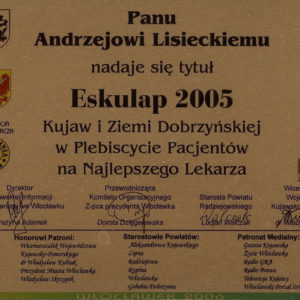 Panu
Andrzejowi Lisieckiemu
nadaje się tytuł
Eskulap 2005
Kujaw i Ziemi Dobrzyńskiej
w Plebiscycie Pacjentów
na Najlepszego Lekarza
Dyrektor
Przewodnicząca
Komitetu Organizacyjnego
Z-ca prezydenta Włocławka
Dorota Dzięgelewska
Starosta Powiatu
Radziejowskiego
Honorowi Patroni:
Wicemarszałek Województwa
Kujawsko-Pomorskiego
dr Władysław Kubiak
Prezydent Miasta Włocławka
Władysław Skrzypek
Starostowie Powiatów:
Aleksandrowa Kujawskiego
Lipna
Radziejowa
Rypina
Włocławka
Golubia Dobrzynia
Patronat Medialny:
Gazeta Kujawska
Życie Włocławka
Radio GRA
Radio Bravo
Telewizja Kujawy